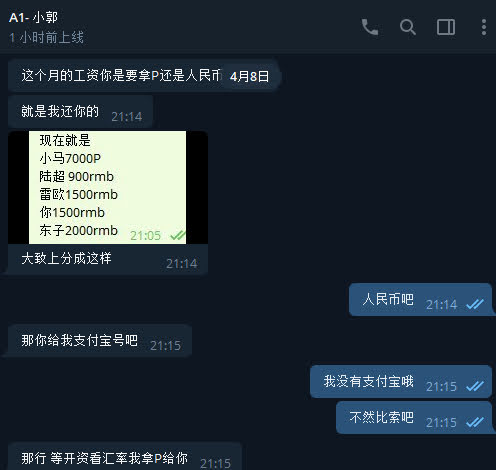 A1- 小郭
1 小时前上线
这个月的工资你是要拿P还是人民币
4月8日
就是我还你的 21:14
现在就是
小马7000P
陆超 900rmb
雷欧1500rmb
你1500rmb
东子2000rmb 21:05
大致上分成这样 21:14
人民币吧 21:14
那你给我支付宝号吧 21:15
我没有支付宝哦 21:15
不然比索吧 21:15
那行 等开资看汇率我拿P给你 21:15